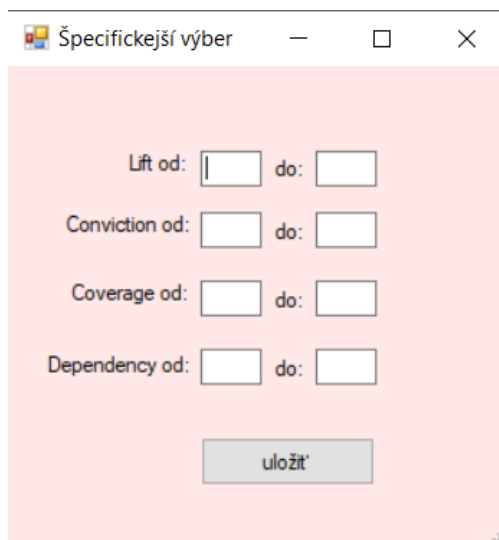 Špecifickejší výber
Lift od: do:
Conviction od: do:
Coverage od: do:
Dependency od: do:
uložiť